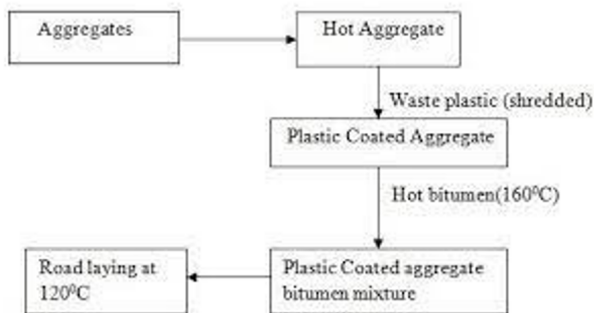 Aggregates
Hot Aggregate
Waste plastic (shredded)
Plastic Coated Aggregate
Hot bitumen(160⁰C)
Plastic Coated aggregate
bitumen mixture
Road laying at
120⁰C